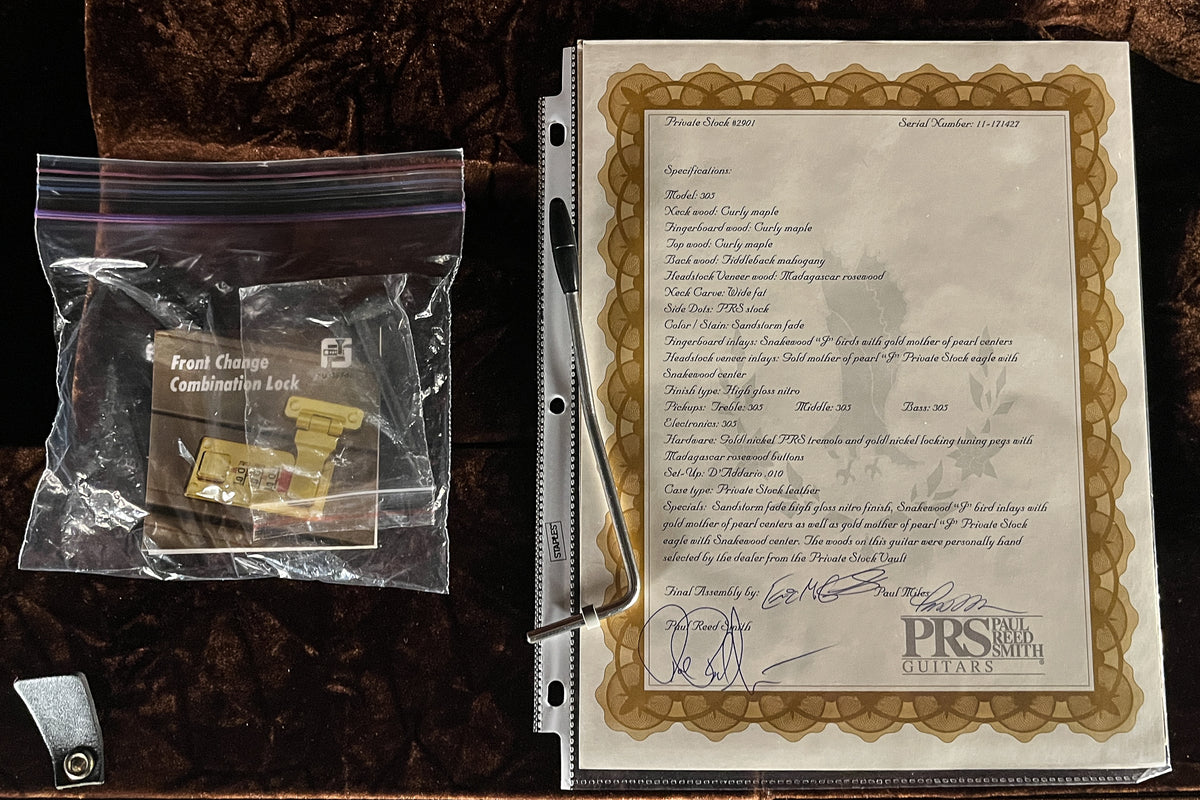 Front Change
Combination Lock
STAPLES
Private Stock #2901 Serial Number: 11-171427
Specifications:
Model: 305
Neck wood: Curly maple
Fingerboard wood: Curly maple
Top wood: Curly maple
Back wood: Fiddleback mahogany
Headstock Veneer wood: Madagascar rosewood
Neck Carve: Wide fat
Side Dots: PRS stock
Color / Stain: Sandstorm fade
Fingerboard inlays: Snakewood "J" birds with gold mother of pearl centers
Headstock veneer inlays: Gold mother of pearl "J" Private Stock eagle with
Snakewood center
Finish type: High gloss nitro
Pickups: Treble: 305 Middle: 305 Bass: 305
Electronics: 305
Hardware: Gold/nickel PRS tremolo and gold nickel locking tuning pegs with
Madagascar rosewood buttons
Set-Up: D'Addario .010
Case type: Private Stock leather
Specials: Sandstorm fade high gloss nitro finish, Snakewood "J" bird inlays with
gold mother of pearl centers as well as gold mother of pearl "J" Private Stock
eagle with Snakewood center. The woods on this guitar were personally hand
selected by the dealer from the Private Stock Vault
Final Assembly by: Paul Miles
Paul Reed Smith
PRS PAUL REED SMITH
GUITARS